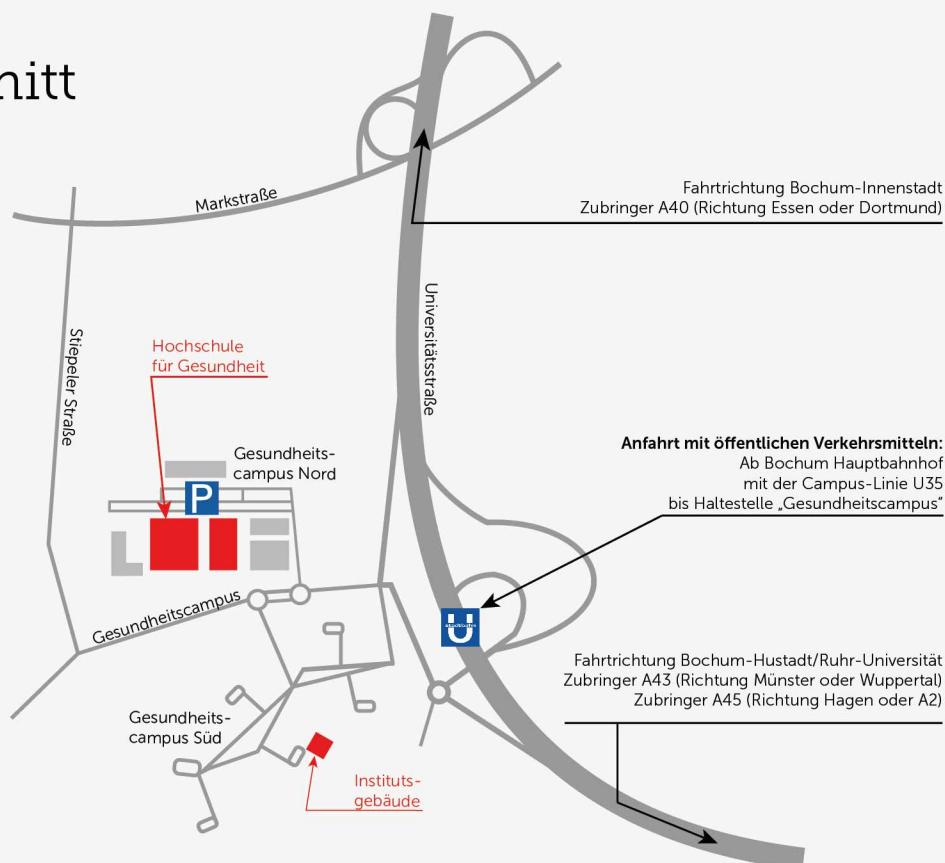 Markstraße
Fahrtrichtung Bochum-Innenstadt
Zubringer A40 (Richtung Essen oder Dortmund)
Universitätsstraße
Stiepeler Straße
Hochschule
für Gesundheit
Gesundheits-
campus Nord
P
Anfahrt mit öffentlichen Verkehrsmitteln:
Ab Bochum Hauptbahnhof
mit der Campus-Linie U35
bis Haltestelle „Gesundheitscampus“
Gesundheitscampus
U
Fahrtrichtung Bochum-Hustadt/Ruhr-Universität
Zubringer A43 (Richtung Münster oder Wuppertal)
Zubringer A45 (Richtung Hagen oder A2)
Gesundheits-
campus Süd
Instituts-
gebäude